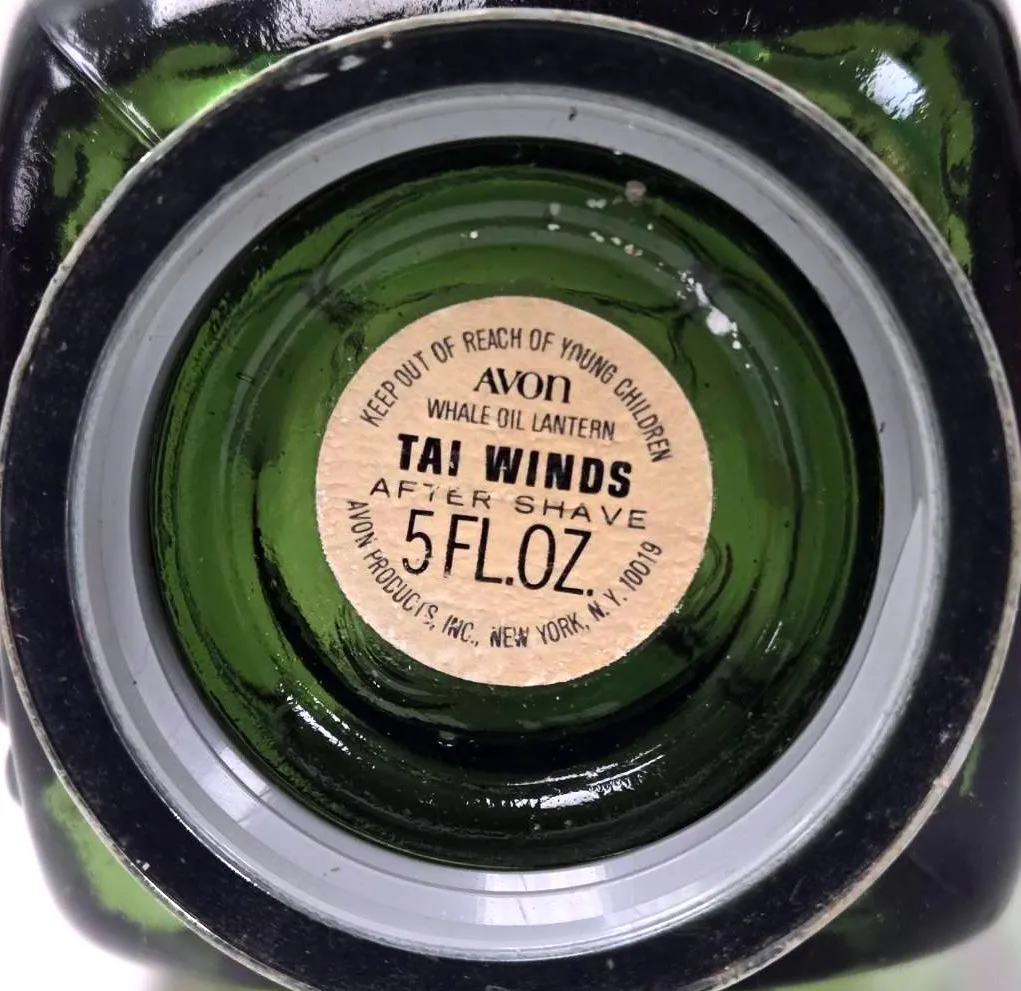 KEEP OUT OF REACH OF YOUNG CHILDREN
AVON
WHALE OIL LANTERN
TAI WINDS
AFTER SHAVE
5 FL.OZ.
AVON PRODUCTS, INC., NEW YORK, N.Y. 10019